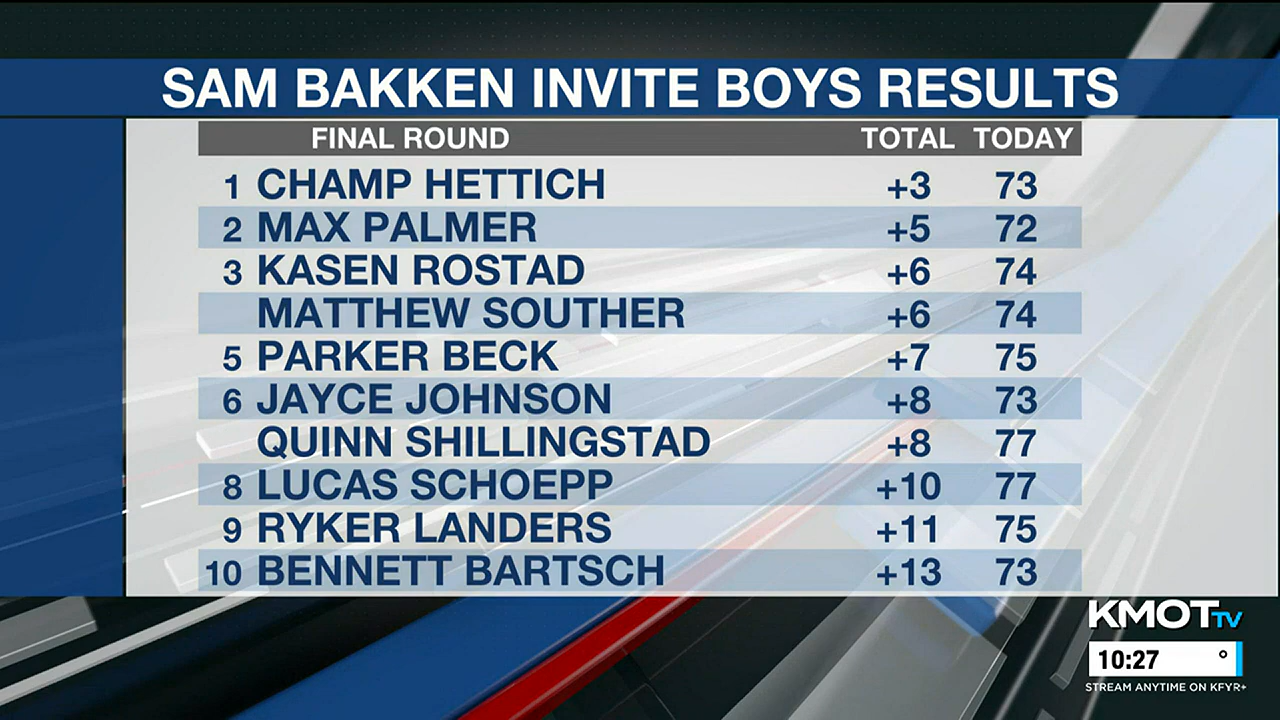 SAM BAKKEN INVITE BOYS RESULTS
FINAL ROUND TOTAL TODAY
1 CHAMP HETTICH +3 73
2 MAX PALMER +5 72
3 KASEN ROSTAD +6 74
MATTHEW SOUTHER +6 74
5 PARKER BECK +7 75
6 JAYCE JOHNSON +8 73
QUINN SHILLINGSTAD +8 77
8 LUCAS SCHOEPP +10 77
9 RYKER LANDERS +11 75
10 BENNETT BARTSCH +13 73
KMOT TV
10:27 °
STREAM ANYTIME ON KFYR+